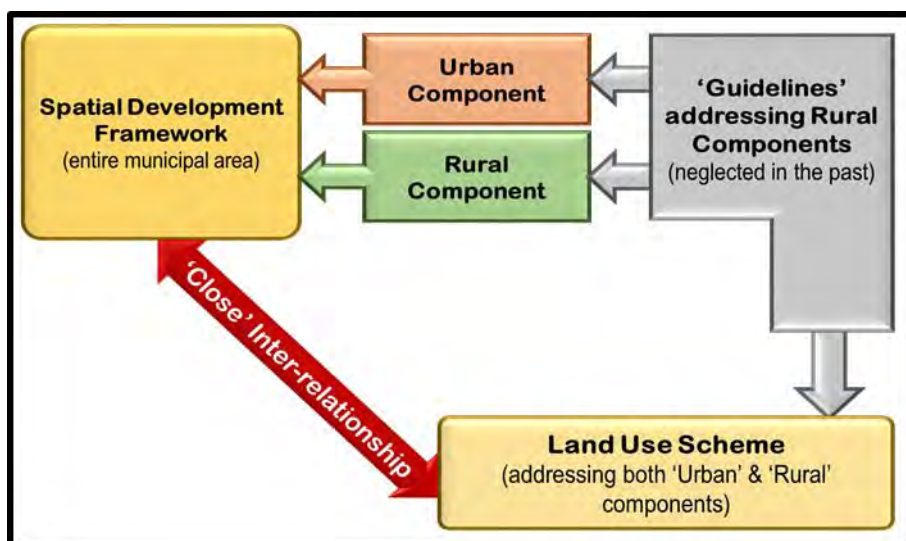 Spatial Development
Framework
(entire municipal area)
Urban
Component
Rural
Component
‘Guidelines’
addressing Rural
Components
(neglected in the past)
‘Close’ Inter-relationship
Land Use Scheme
(addressing both ‘Urban’ & ‘Rural’
components)